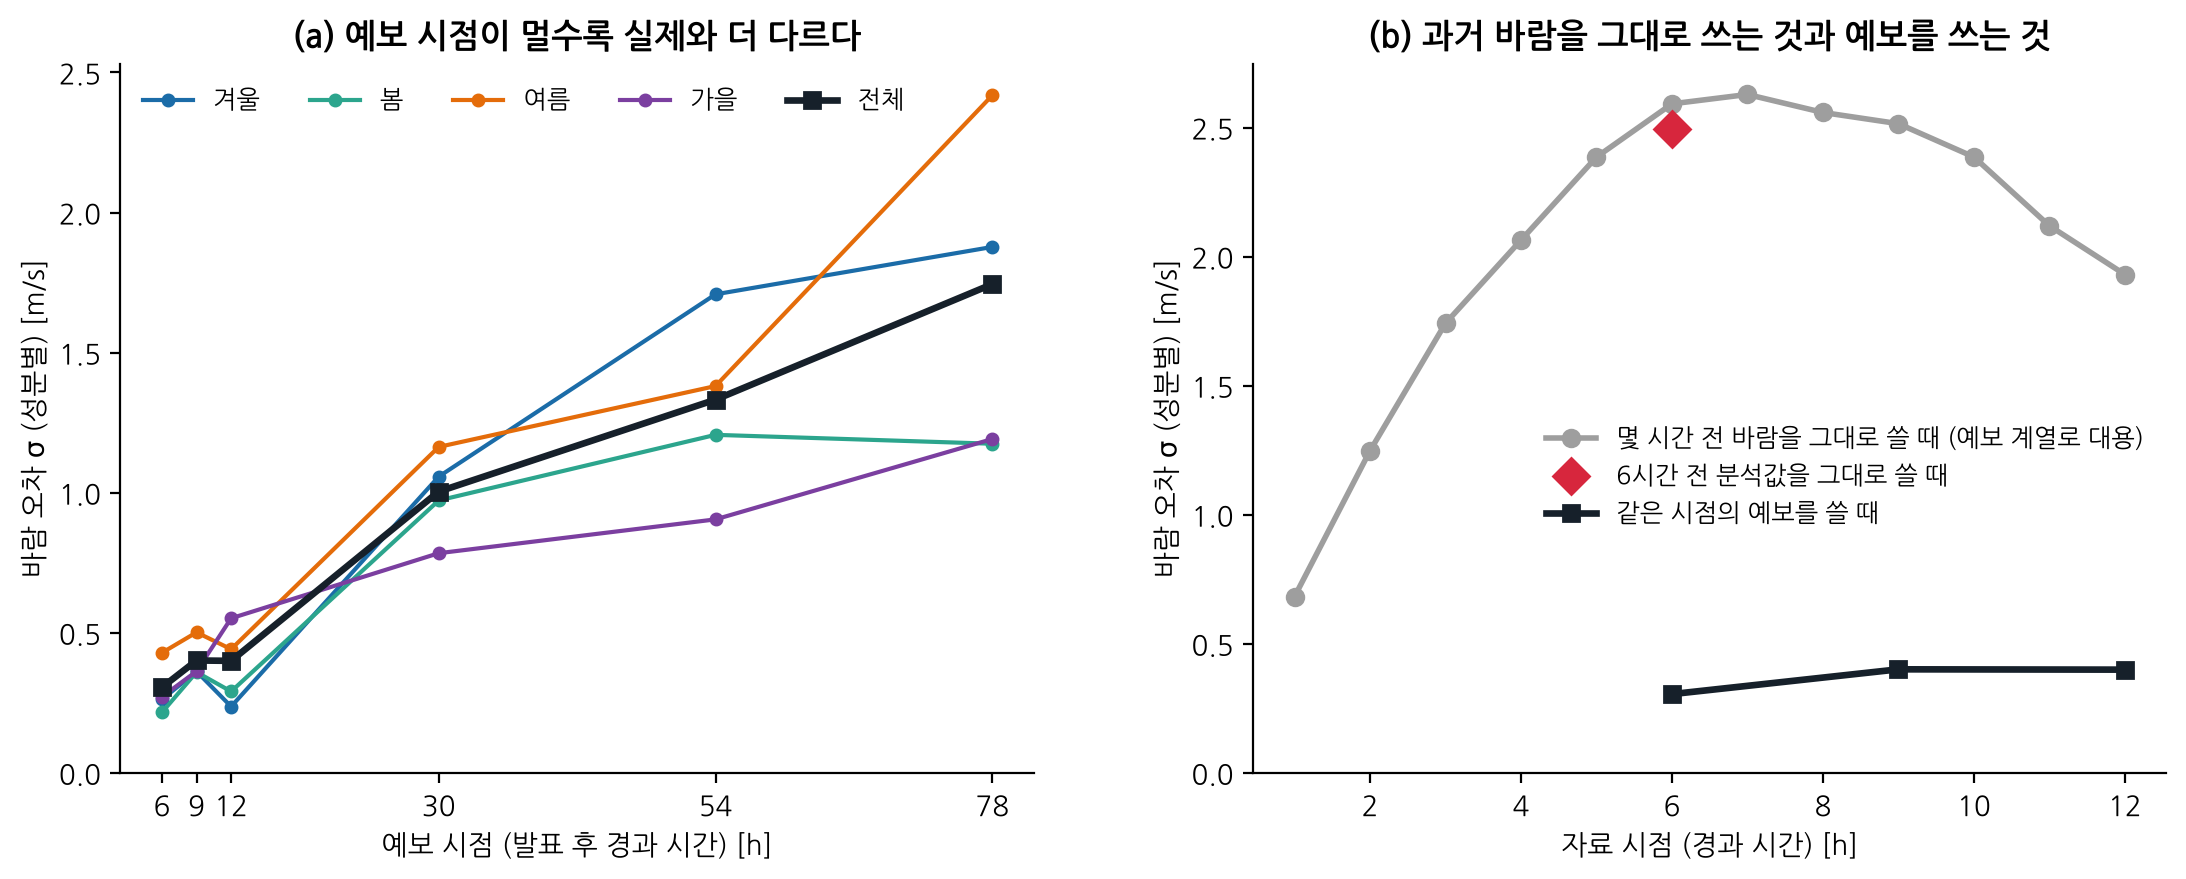 (a) 예보 시점이 멀수록 실제와 더 다르다
겨울 봄 여름 가을 전체
2.5
2.0
1.5
1.0
0.5
0.0
바람 오차 σ (성분별) [m/s]
6 9 12 30 54 78
예보 시점 (발표 후 경과 시간) [h]
(b) 과거 바람을 그대로 쓰는 것과 예보를 쓰는 것
2.5
2.0
1.5
1.0
0.5
0.0
바람 오차 σ (성분별) [m/s]
몇 시간 전 바람을 그대로 쓸 때 (예보 계열로 대용)
6시간 전 분석값을 그대로 쓸 때
같은 시점의 예보를 쓸 때
2 4 6 8 10 12
자료 시점 (경과 시간) [h]